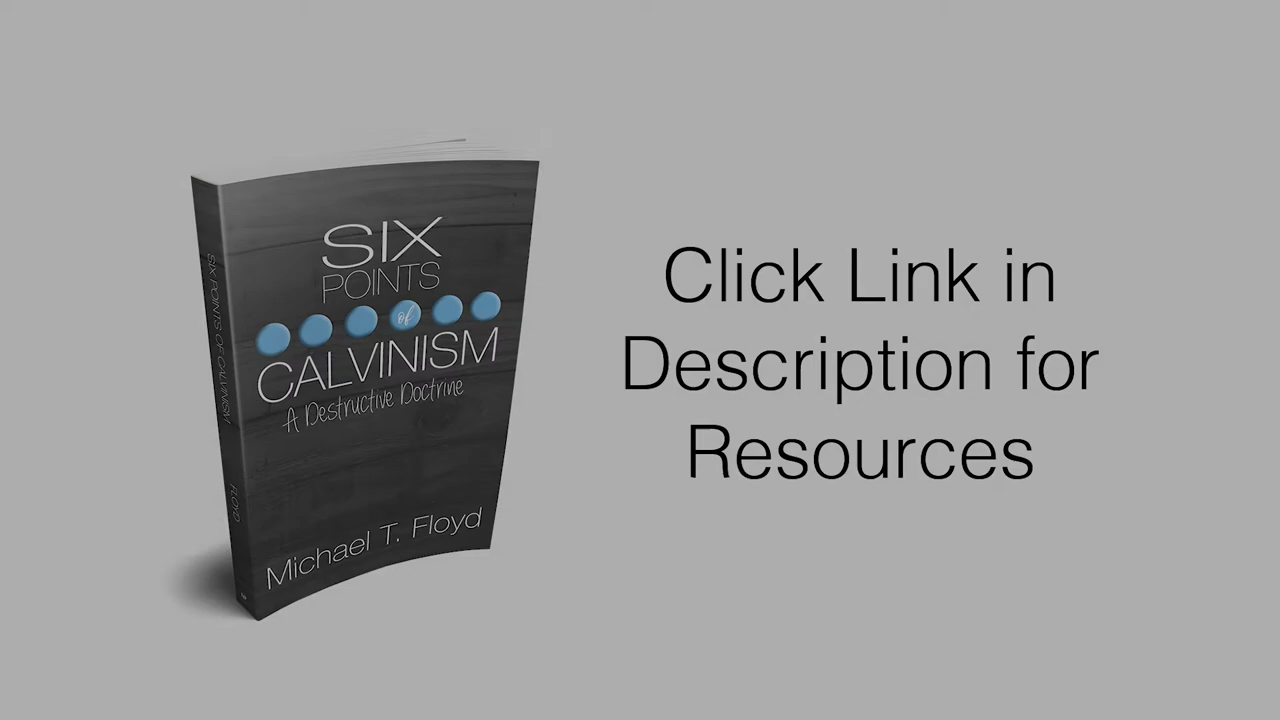 SIX
POINTS
of
CALVINISM
A Destructive Doctrine
Michael T. Floyd
SIX POINTS OF CALVINISM
FLOYD
Click Link in
Description for
Resources